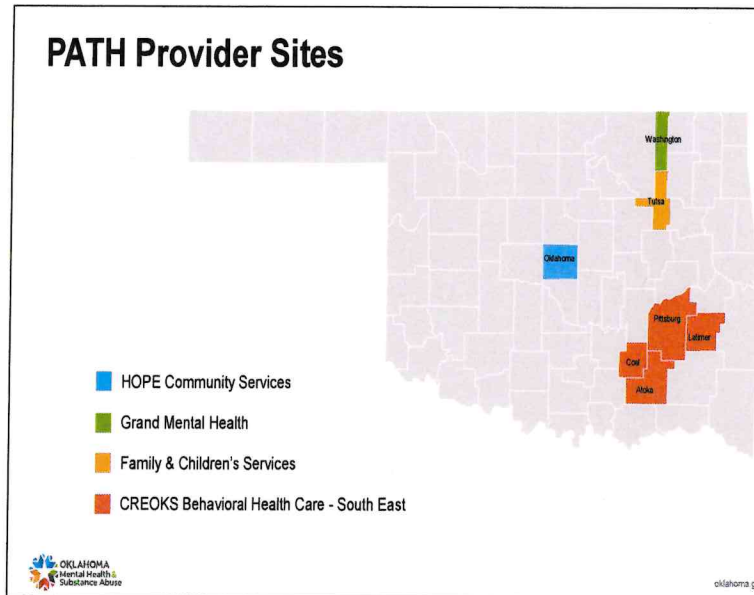 PATH Provider Sites
Washington
Tulsa
Oklahoma
Pittsburg
Latimer
Coal
Atoka
HOPE Community Services
Grand Mental Health
Family & Children's Services
CREOKS Behavioral Health Care - South East
OKLAHOMA
Mental Health &
Substance Abuse
oklahoma.g